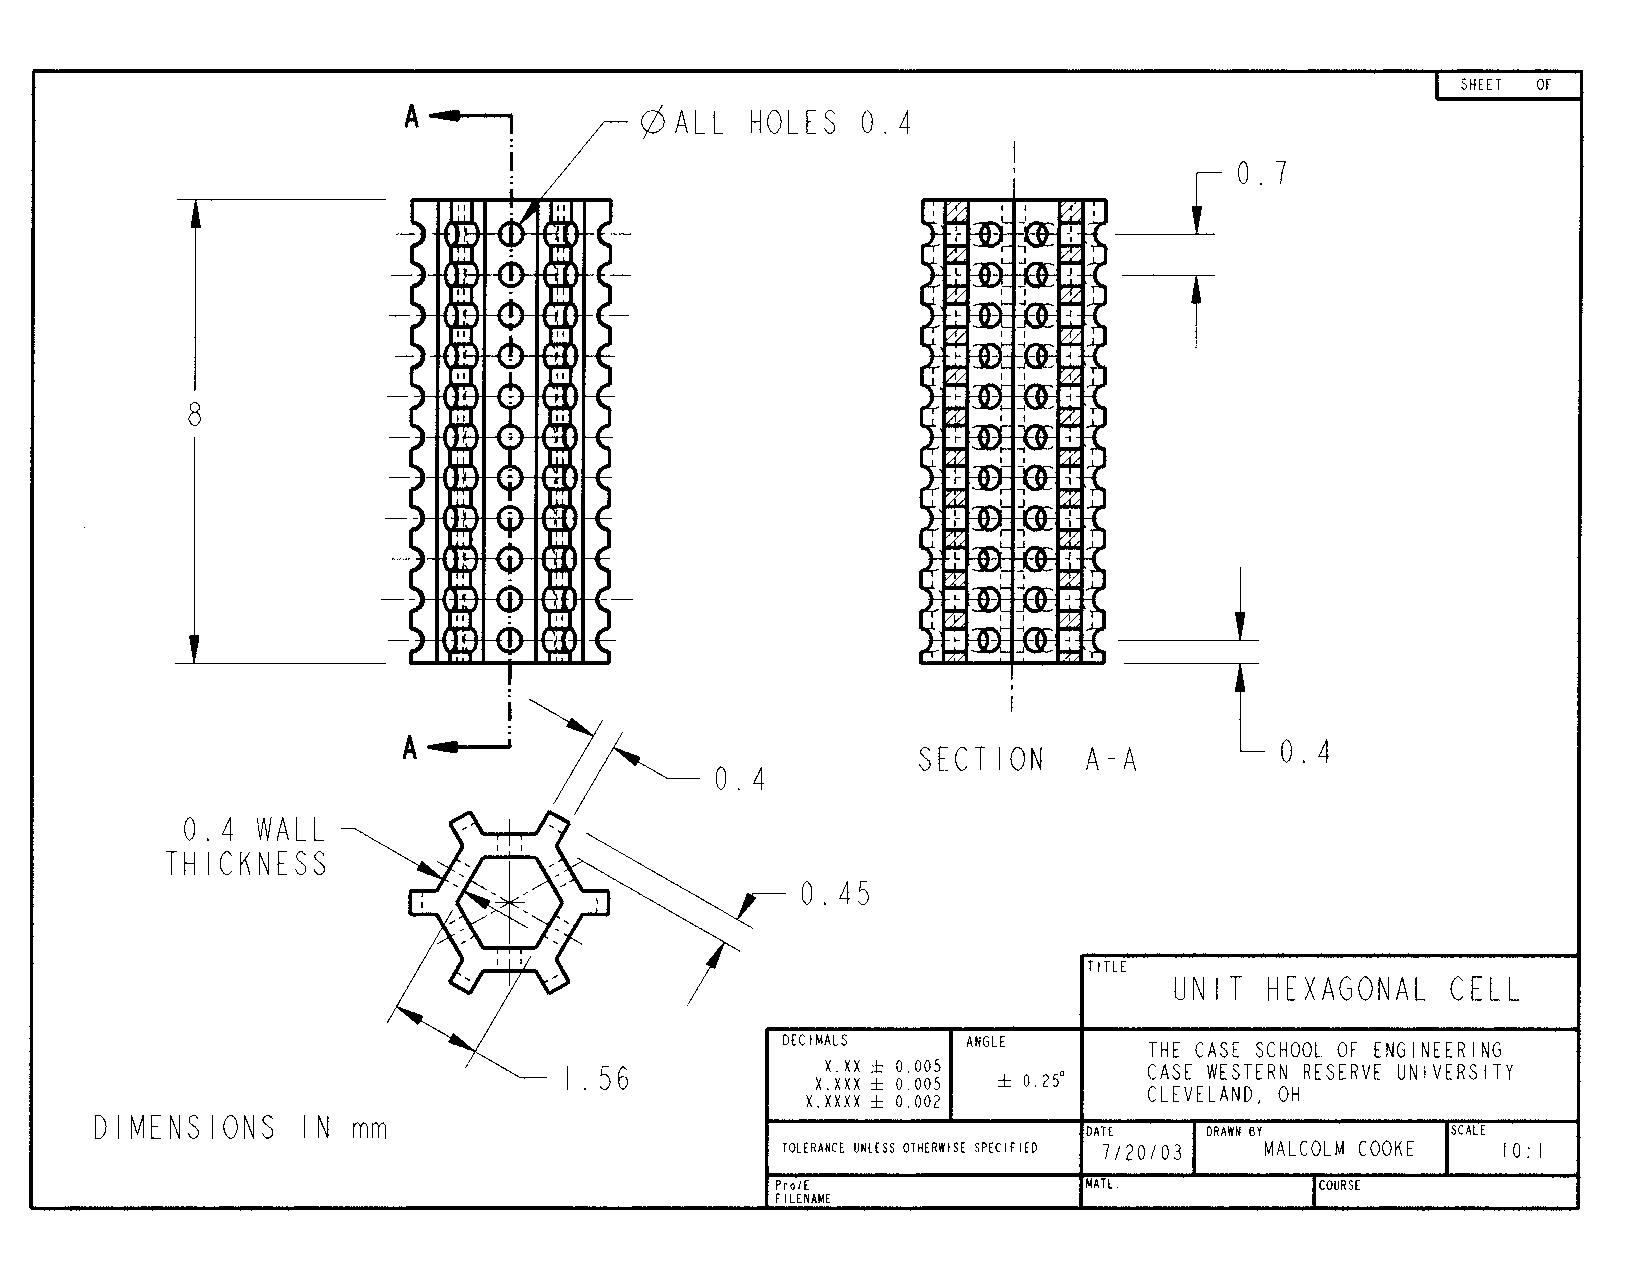 SHEET OF
A
Ø ALL HOLES 0.4
0.7
8
A
SECTION A-A
0.4
0.4
0.4 WALL
THICKNESS
0.45
1.56
DIMENSIONS IN mm
TITLE
UNIT HEXAGONAL CELL
DECIMALS
X.XX ± 0.005
X.XXX ± 0.005
X.XXXX ± 0.002
ANGLE
± 0.25°
THE CASE SCHOOL OF ENGINEERING
CASE WESTERN RESERVE UNIVERSITY
CLEVELAND, OH
TOLERANCE UNLESS OTHERWISE SPECIFIED
DATE
7/20/03
DRAWN BY
MALCOLM COOKE
SCALE
10:1
Pro/E
FILENAME
MATL.
COURSE